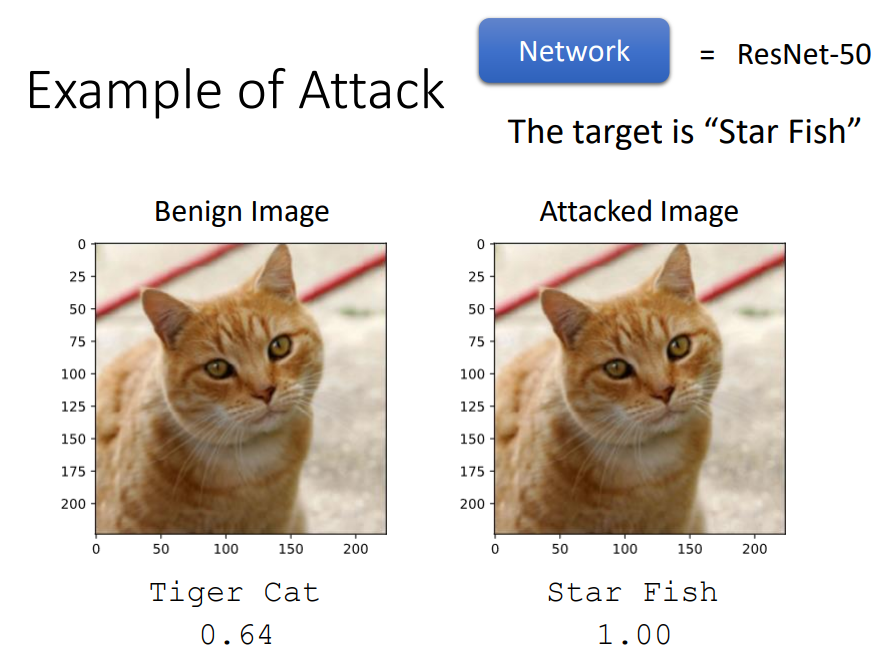 Example of Attack
Network = ResNet-50
The target is “Star Fish”
Benign Image
0
25
50
75
100
125
150
175
200
0 50 100 150 200
Tiger Cat
0.64
Attacked Image
0
25
50
75
100
125
150
175
200
0 50 100 150 200
Star Fish
1.00